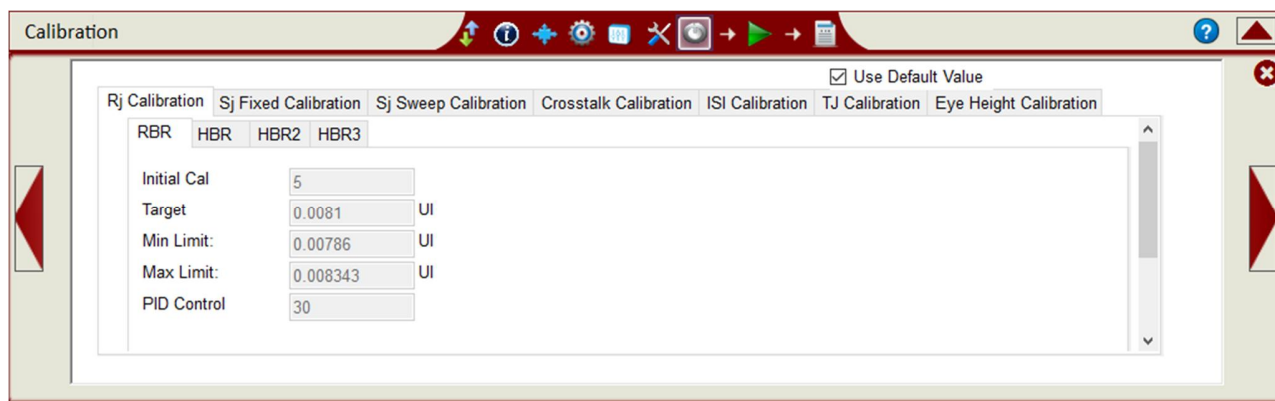 Calibration
Use Default Value
Rj Calibration Sj Fixed Calibration Sj Sweep Calibration Crosstalk Calibration ISI Calibration TJ Calibration Eye Height Calibration
RBR HBR HBR2 HBR3
Initial Cal 5
Target 0.0081 UI
Min Limit: 0.00786 UI
Max Limit: 0.008343 UI
PID Control 30